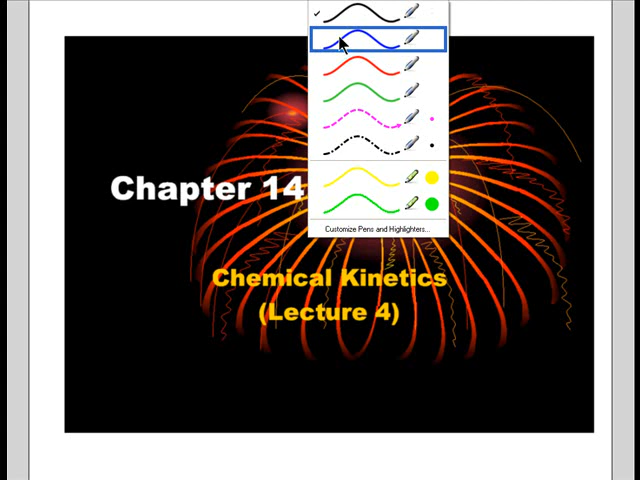 Chapter 14
Customize Pens and Highlighters...
Chemical Kinetics
(Lecture 4)